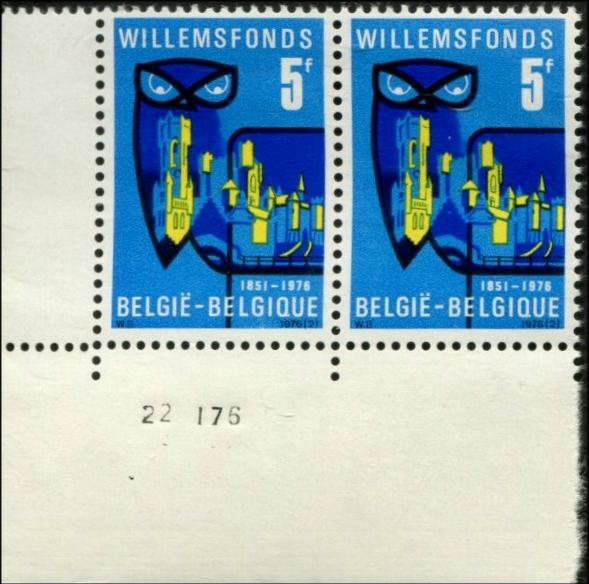 WILLEMSFONDS
5F
1851-1976
BELGIË-BELGIQUE
W.B. 1976(2)
WILLEMSFONDS
5F
1851-1976
BELGIË-BELGIQUE
W.B. 1976(2)
22 176